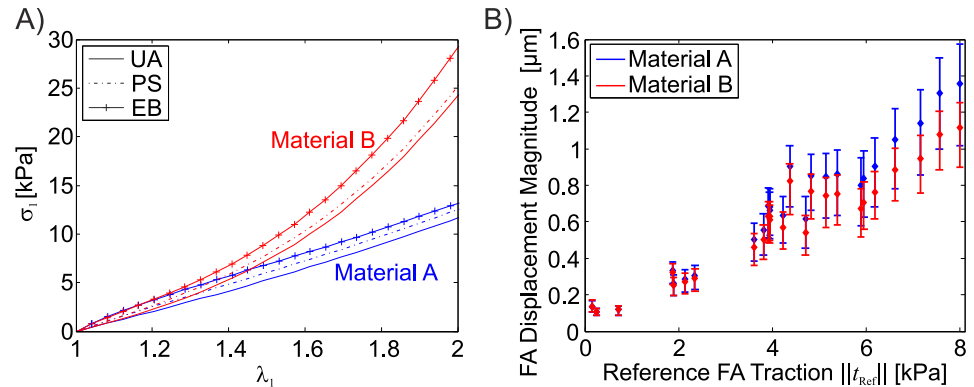 A)
30
25
20
15
10
5
0
σ₁ [kPa]
UA
PS
EB
Material B
Material A
1
1.2
1.4
1.6
1.8
2
λ₁
B)
1.6
1.4
1.2
1
0.8
0.6
0.4
0.2
0
FA Displacement Magnitude [μm]
Material A
Material B
0
2
4
6
8
Reference FA Traction ||t_Ref|| [kPa]